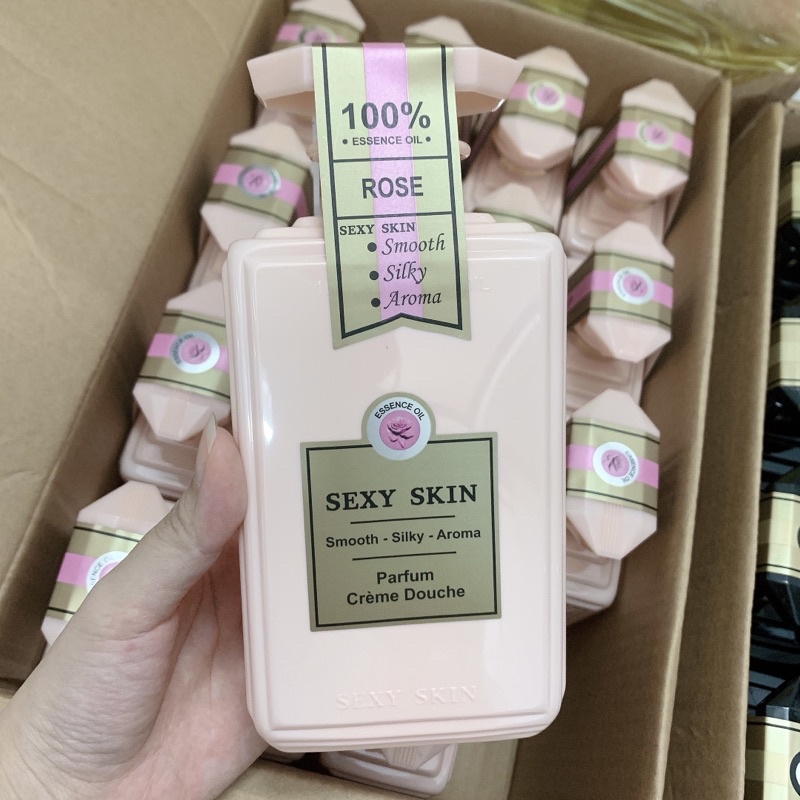 100%
• ESSENCE OIL •
ROSE
SEXY SKIN
• Smooth
• Silky
• Aroma
ESSENCE OIL
SEXY SKIN
Smooth - Silky - Aroma
Parfum
Crème Douche
SEXY SKIN